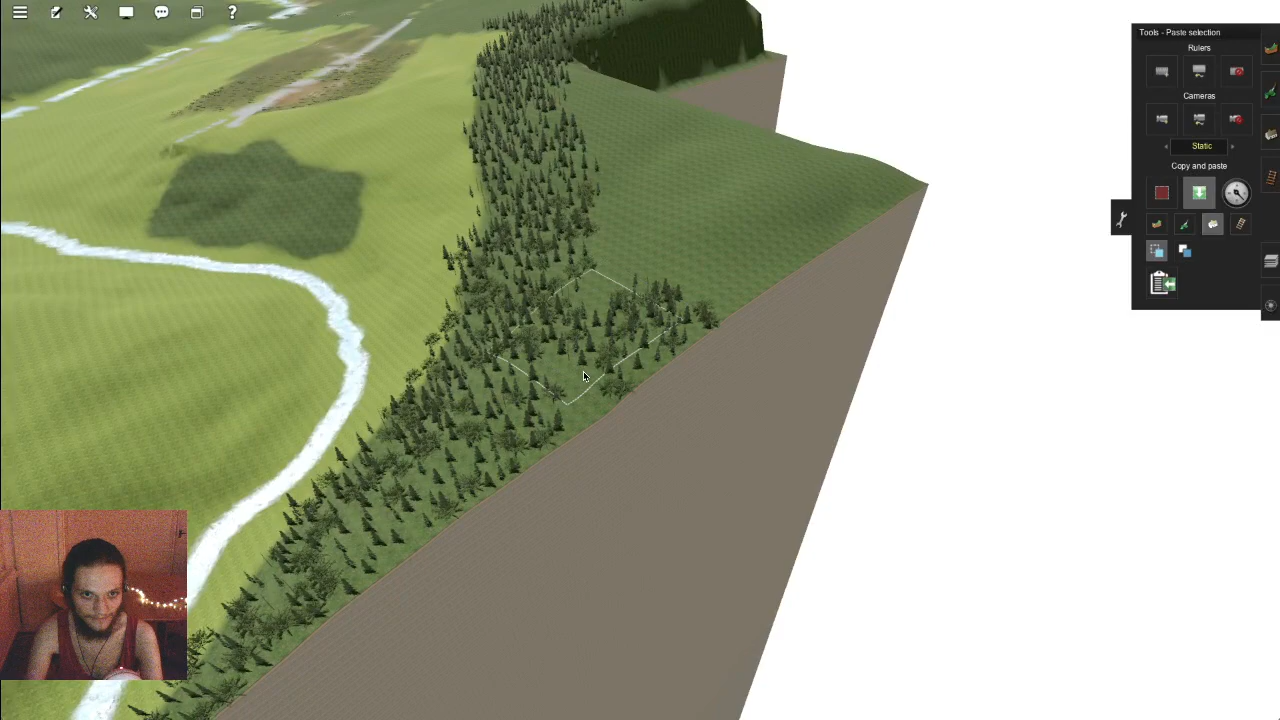 ?
Tools - Paste selection
Rulers
Cameras
Static
Copy and paste